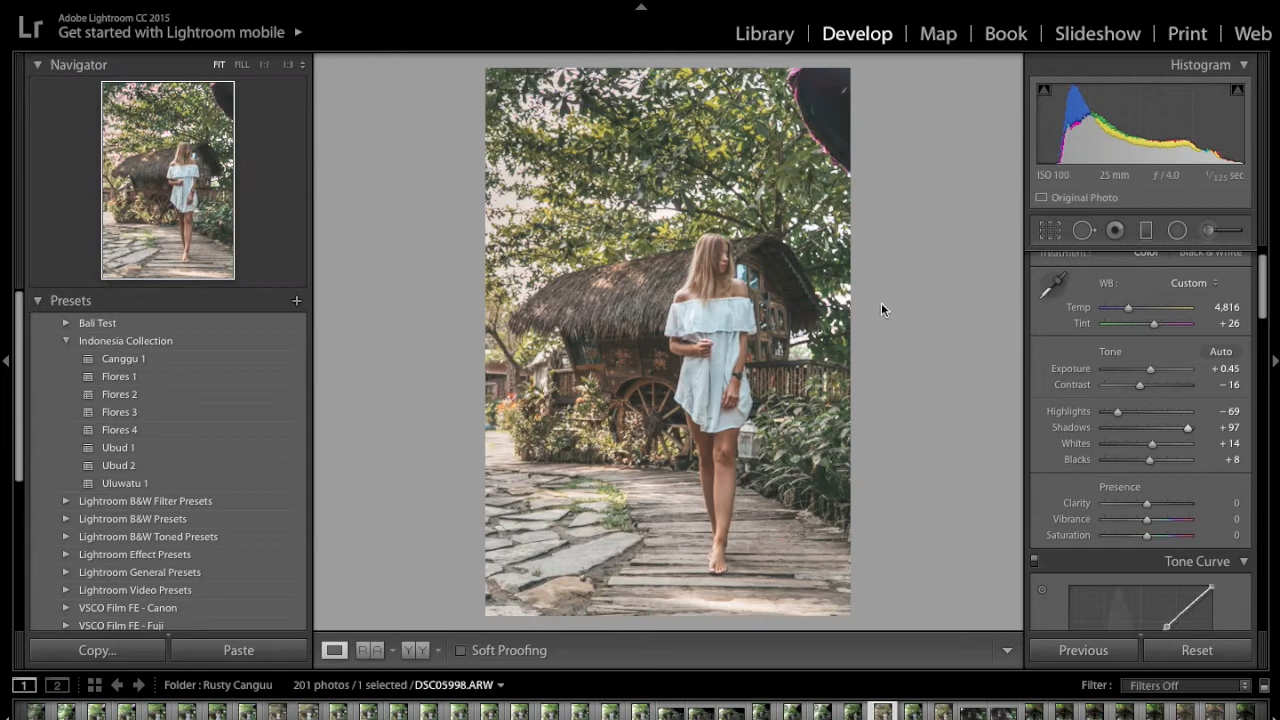 Lr
Adobe Lightroom CC 2015
Get started with Lightroom mobile
Library | Develop | Map | Book | Slideshow | Print | Web
Navigator FIT FILL 1:1 1:3
Presets +
Bali Test
Indonesia Collection
Canggu 1
Flores 1
Flores 2
Flores 3
Flores 4
Ubud 1
Ubud 2
Uluwatu 1
Lightroom B&W Filter Presets
Lightroom B&W Presets
Lightroom B&W Toned Presets
Lightroom Effect Presets
Lightroom General Presets
Lightroom Video Presets
VSCO Film FE - Canon
VSCO Film FE - Fuji
Copy... Paste
R A Y Y Soft Proofing
Histogram
ISO 100 25 mm ƒ / 4.0 1/125 sec
Original Photo
Treatment: Color Black & White
WB: Custom
Temp 4,816
Tint + 26
Tone Auto
Exposure + 0.45
Contrast − 16
Highlights − 69
Shadows + 97
Whites + 14
Blacks + 8
Presence
Clarity 0
Vibrance 0
Saturation 0
Tone Curve
Previous Reset
1 2 Folder: Rusty Canguu 201 photos / 1 selected / DSC05998.ARW Filter: Filters Off